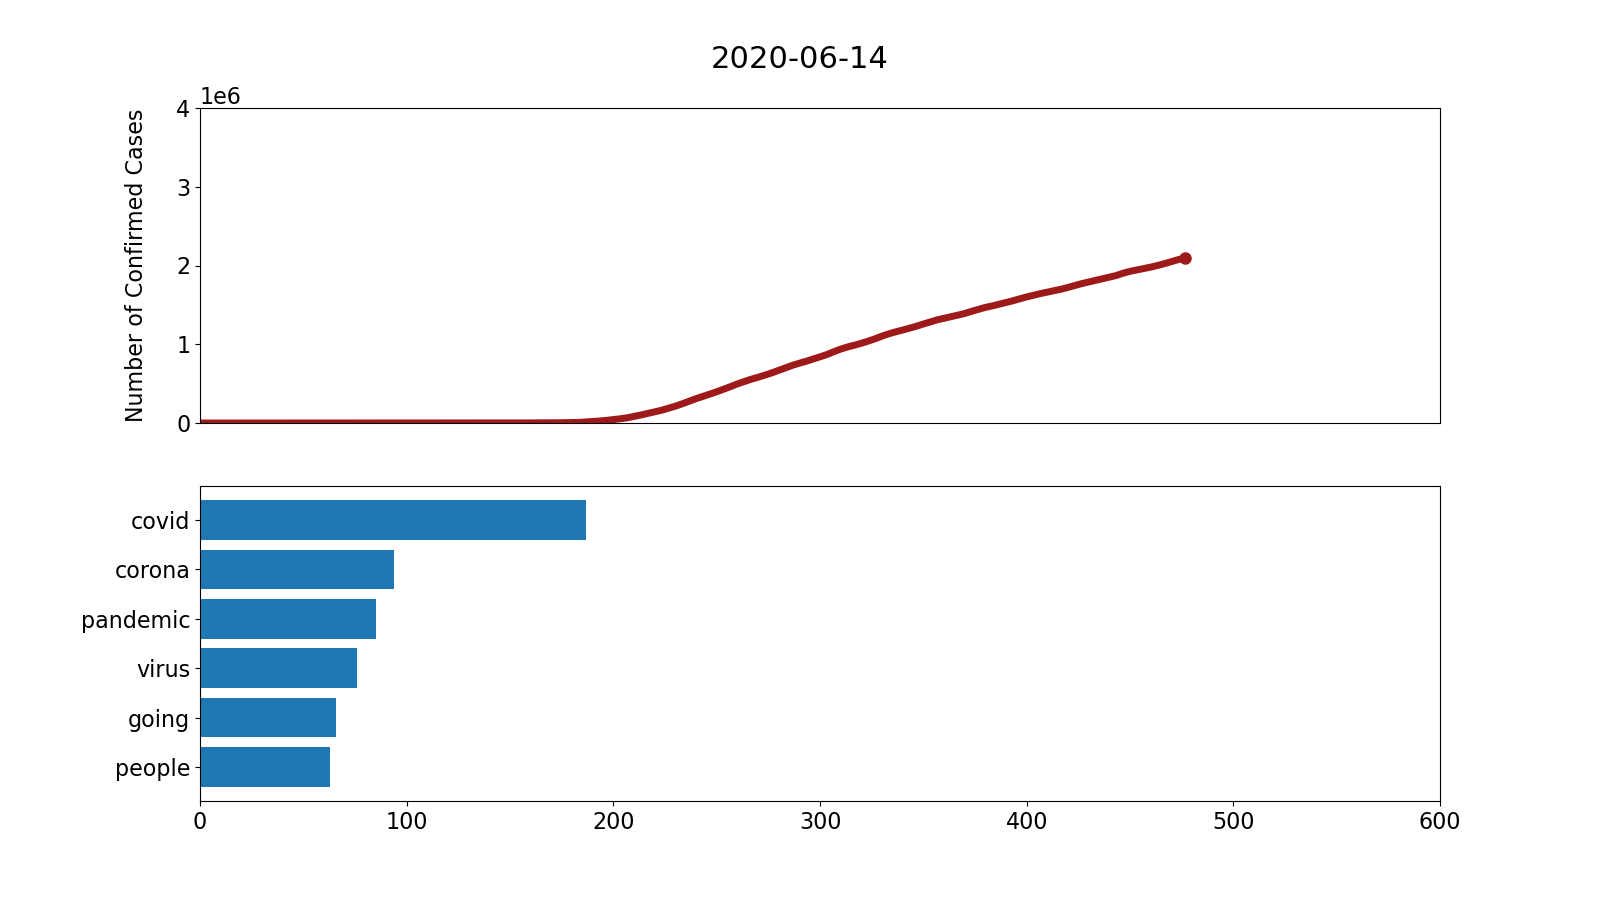 2020-06-14
1e6
Number of Confirmed Cases
4
3
2
1
0
covid
corona
pandemic
virus
going
people
0 100 200 300 400 500 600